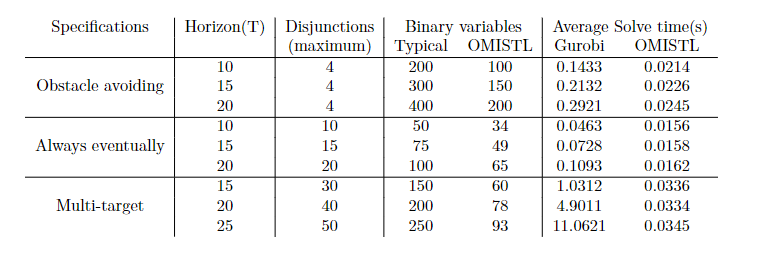 Specifications Horizon(T) Disjunctions Binary variables Average Solve time(s)
(maximum) Typical OMISTL Gurobi OMISTL
10 4 200 100 0.1433 0.0214
Obstacle avoiding 15 4 300 150 0.2132 0.0226
20 4 400 200 0.2921 0.0245
10 10 50 34 0.0463 0.0156
Always eventually 15 15 75 49 0.0728 0.0158
20 20 100 65 0.1093 0.0162
15 30 150 60 1.0312 0.0336
Multi-target 20 40 200 78 4.9011 0.0334
25 50 250 93 11.0621 0.0345